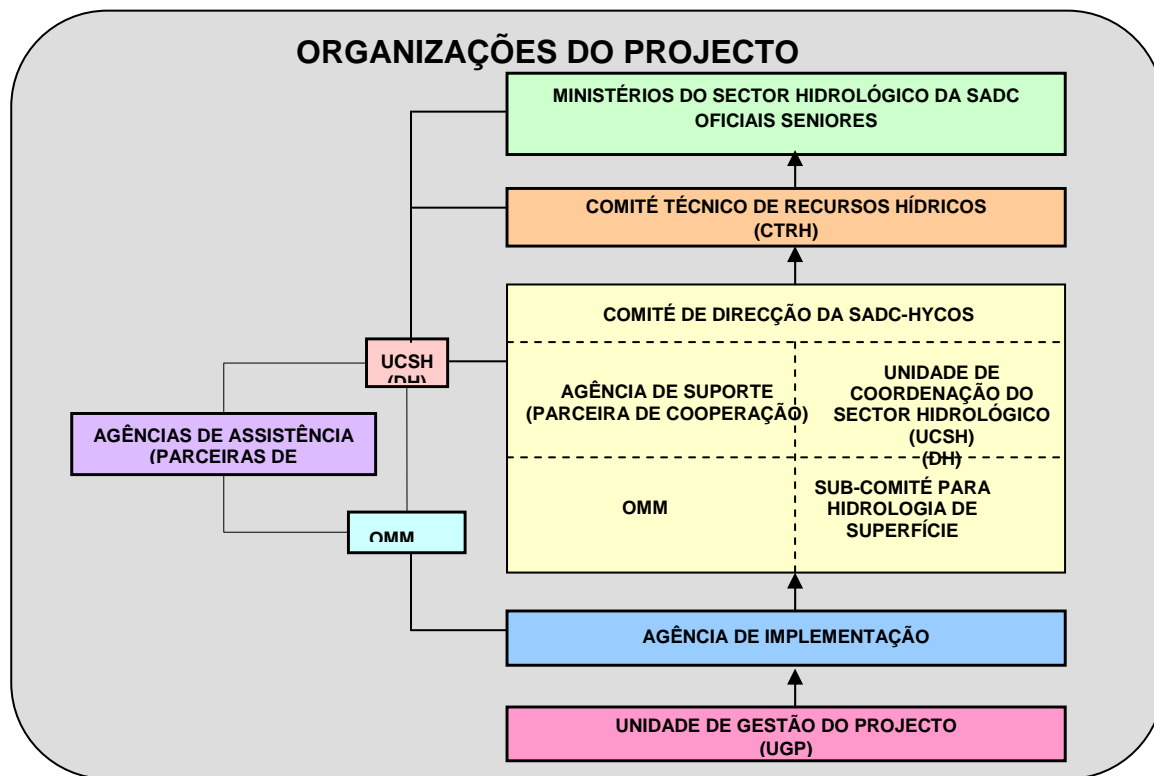 ORGANIZAÇÕES DO PROJECTO
MINISTÉRIOS DO SECTOR HIDROLÓGICO DA SADC
OFICIAIS SENIORES
COMITÉ TÉCNICO DE RECURSOS HÍDRICOS
(CTRH)
COMITÉ DE DIRECÇÃO DA SADC-HYCOS
AGÊNCIA DE SUPORTE
(PARCEIRA DE COOPERAÇÃO)
UNIDADE DE
COORDENAÇÃO DO
SECTOR HIDROLÓGICO
(UCSH)
(DH)
OMM
SUB-COMITÉ PARA
HIDROLOGIA DE
SUPERFÍCIE
UCSH
(DH)
AGÊNCIAS DE ASSISTÊNCIA
(PARCEIRAS DE
OMM
AGÊNCIA DE IMPLEMENTAÇÃO
UNIDADE DE GESTÃO DO PROJECTO
(UGP)